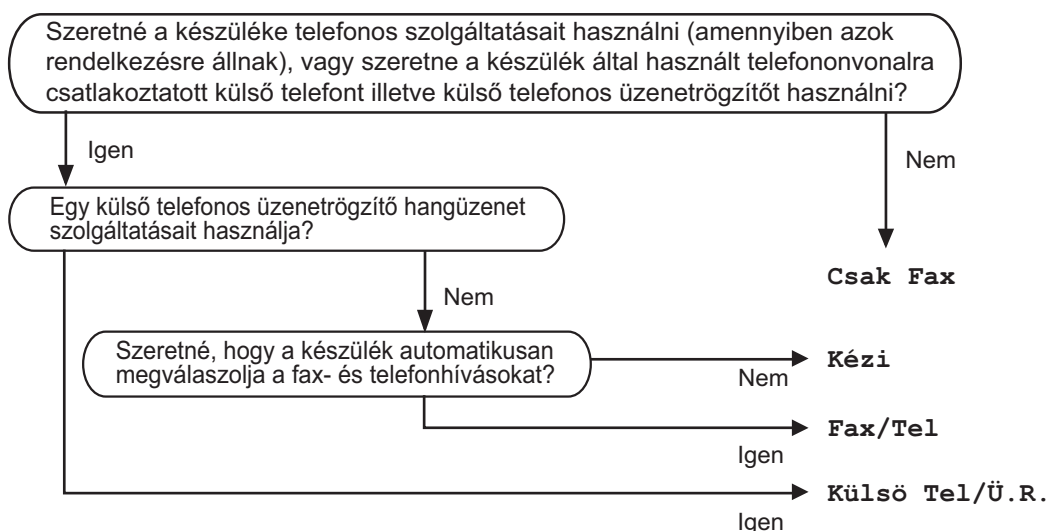 Szeretné a készüléke telefonos szolgáltatásait használni (amennyiben azok
rendelkezésre állnak), vagy szeretne a készülék által használt telefononvonalra
csatlakoztatott külső telefont illetve külső telefonos üzenetrögzítőt használni?
Igen
Nem
Egy külső telefonos üzenetrögzítő hangüzenet
szolgáltatásait használja?
Csak Fax
Nem
Szeretné, hogy a készülék automatikusan
megválaszolja a fax- és telefonhívásokat?
Nem
Kézi
Igen
Fax/Tel
Igen
Külsö Tel/Ü.R.